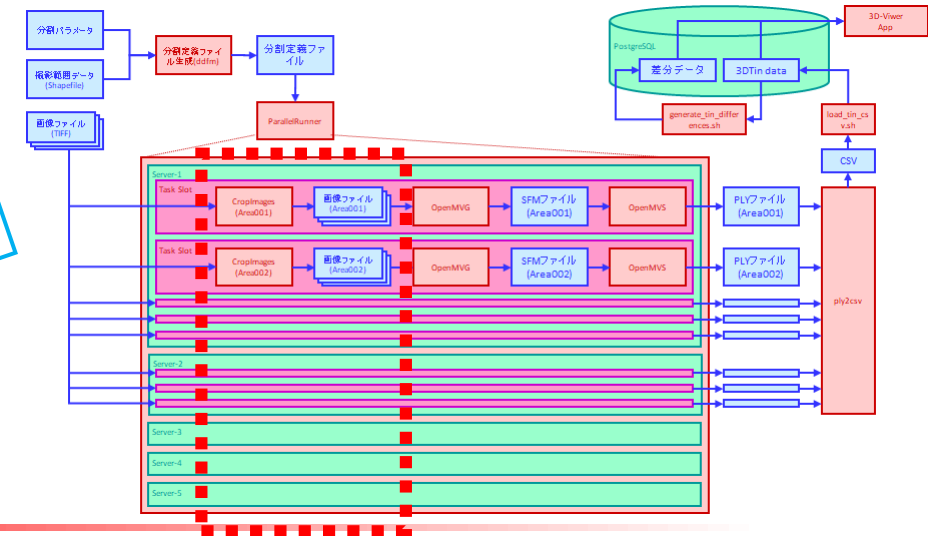 分割パラメータ
撮影範囲データ
(Shapefile)
画像ファイル
(TIFF)
分割定義ファイ
ル生成(ddfm)
分割定義ファ
イル
ParallelRunner
PostgreSQL
差分データ
3DTin data
3D-Viwer
App
generate_tin_differ
ences.sh
load_tin_cs
v.sh
CSV
Server-1
Task Slot
CropImages
(Area001)
画像ファイル
(Area001)
OpenMVG
SFMファイル
(Area001)
OpenMVS
PLYファイル
(Area001)
Task Slot
CropImages
(Area002)
画像ファイル
(Area002)
OpenMVG
SFMファイル
(Area002)
OpenMVS
PLYファイル
(Area002)
ply2csv
Server-2
Server-3
Server-4
Server-5